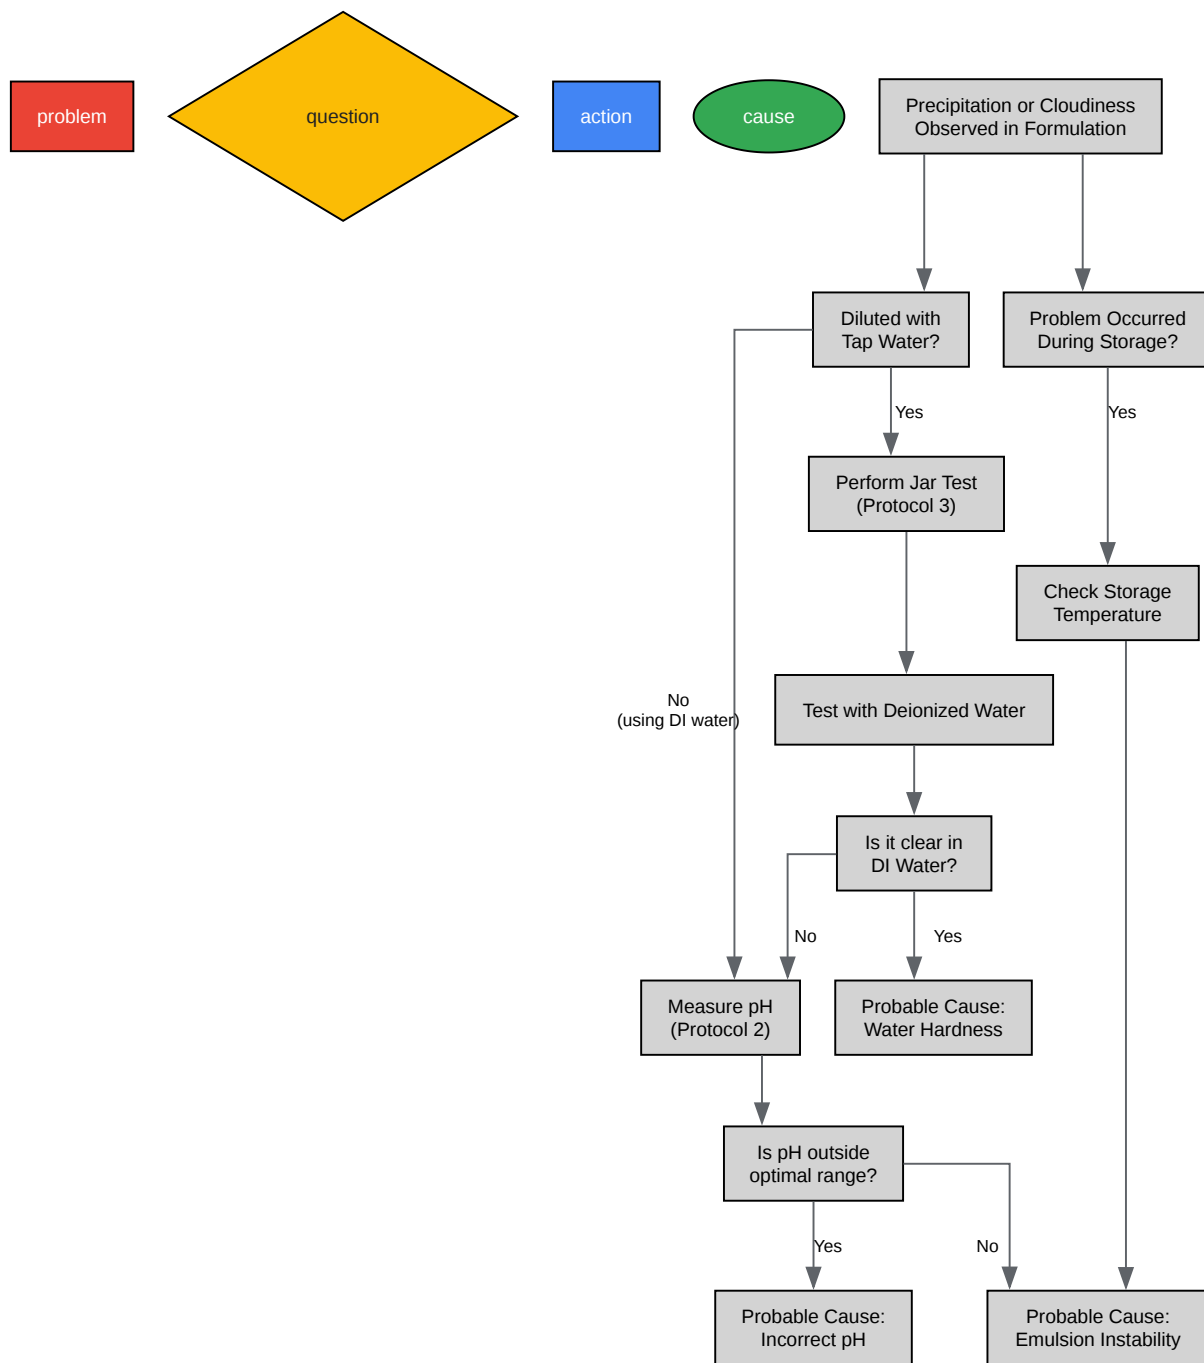 problem
question
action
cause
Precipitation or Cloudiness
Observed in Formulation
Diluted with
Tap Water?
Problem Occurred
During Storage?
Yes
Yes
Perform Jar Test
(Protocol 3)
Check Storage
Temperature
No
(using DI water)
Test with Deionized Water
Is it clear in
DI Water?
No
Yes
Measure pH
(Protocol 2)
Probable Cause:
Water Hardness
Is pH outside
optimal range?
Yes
No
Probable Cause:
Incorrect pH
Probable Cause:
Emulsion Instability